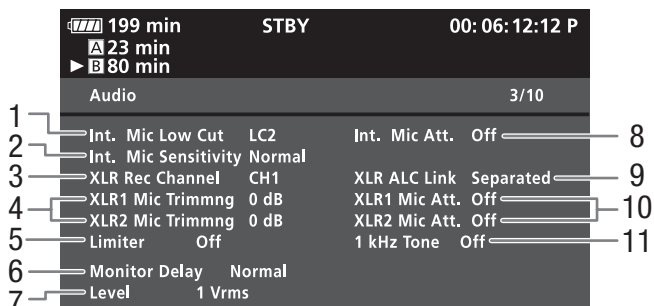 199 min STBY 00:06:12:12 P
A 23 min
▶ B 80 min
Audio 3/10
1 Int. Mic Low Cut LC2 Int. Mic Att. Off 8
2 Int. Mic Sensitivity Normal
3 XLR Rec Channel CH1 XLR ALC Link Separated 9
4 XLR1 Mic Trimmng 0 dB XLR1 Mic Att. Off 10
XLR2 Mic Trimmng 0 dB XLR2 Mic Att. Off
5 Limiter Off 1 kHz Tone Off 11
6 Monitor Delay Normal
7 Level 1 Vrms